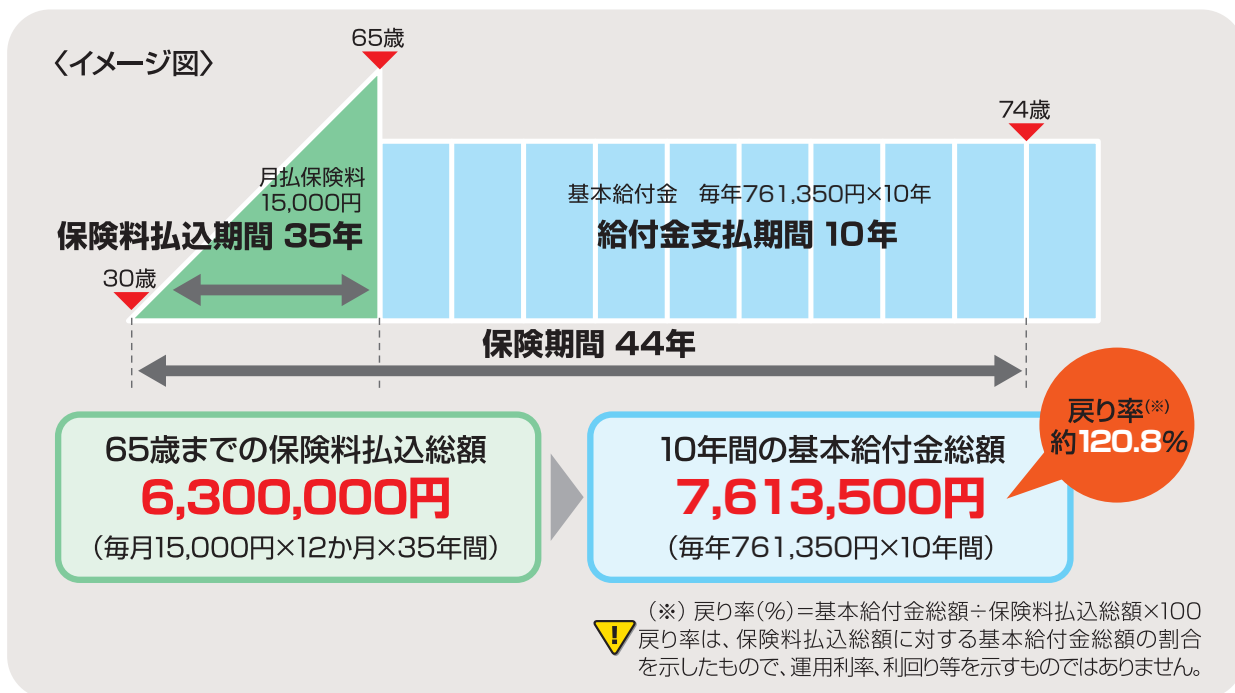 〈イメージ図〉
65歳
74歳
月払保険料
15,000円
保険料払込期間 35年
30歳
基本給付金　毎年761,350円×10年
給付金支払期間 10年
保険期間 44年
65歳までの保険料払込総額
6,300,000円
（毎月15,000円×12か月×35年間）
10年間の基本給付金総額
7,613,500円
（毎年761,350円×10年間）
戻り率(※)
約120.8%
（※）戻り率(%)＝基本給付金総額÷保険料払込総額×100
戻り率は、保険料払込総額に対する基本給付金総額の割合
を示したもので、運用利率、利回り等を示すものではありません。